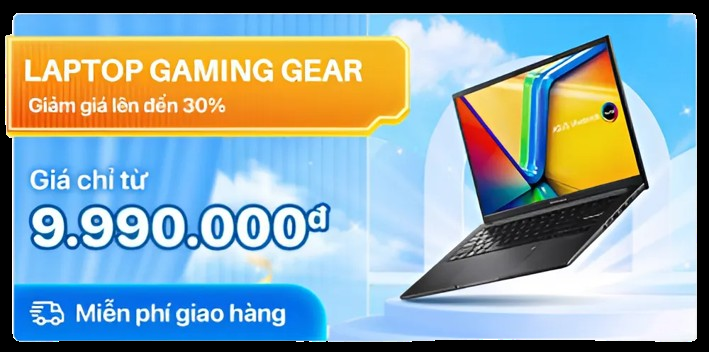 LAPTOP GAMING GEAR
Giảm giá lên đến 30%
Giá chỉ từ
9.990.000đ
Miễn phí giao hàng